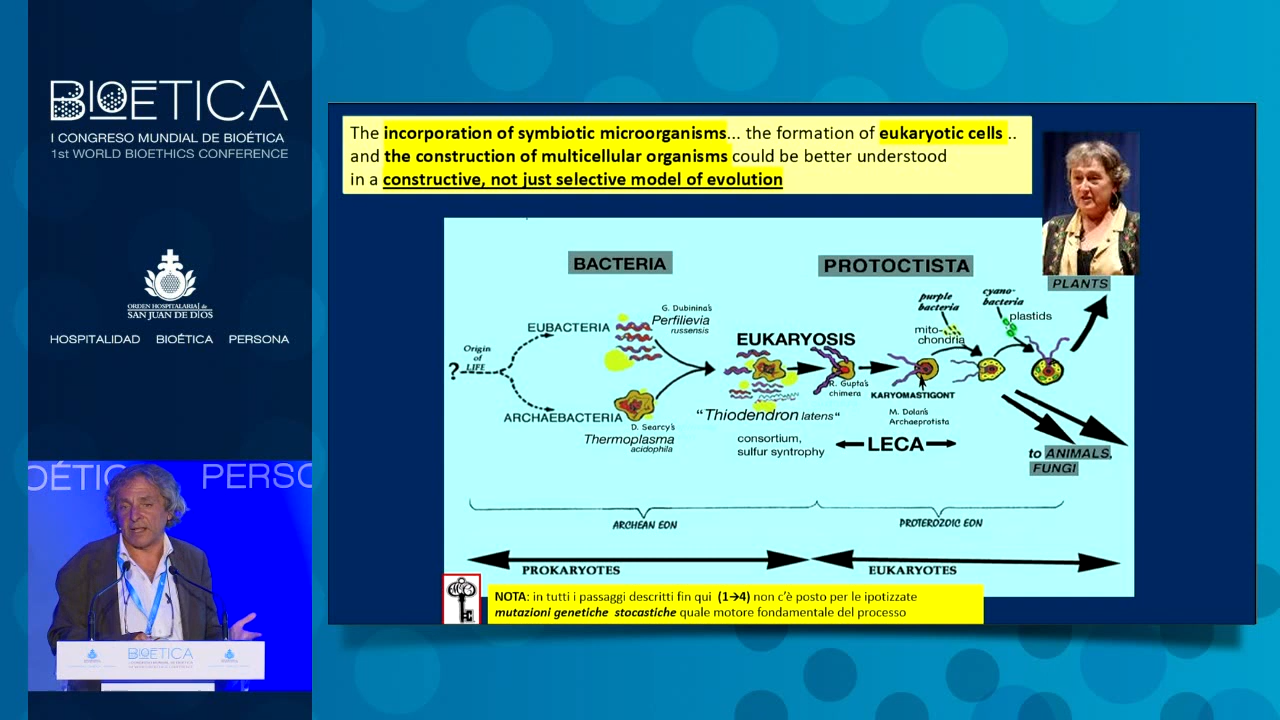 BIOETICA
I CONGRESO MUNDIAL DE BIOÉTICA
1st WORLD BIOETHICS CONFERENCE
ORDEN HOSPITALARIA de
SAN JUAN DE DIOS
HOSPITALIDAD BIOÉTICA PERSONA
OÉTIC PERSO
BIOETICA
The incorporation of symbiotic microorganisms... the formation of eukaryotic cells ..
and the construction of multicellular organisms could be better understood
in a constructive, not just selective model of evolution
BACTERIA
PROTOCTISTA
PLANTS
G. Dubinina's
Perfilievia
russensis
purple
bacteria
cyano-
bacteria
plastids
EUBACTERIA
mito-
chondria
EUKARYOSIS
Origin
of
LIFE
?
R. Gupta's
chimera
KARYOMASTIGONT
ARCHAEBACTERIA
D. Searcy's
Thermoplasma
acidophila
"Thiodendron latens"
M. Dolan's
Archaeprotista
consortium,
sulfur syntrophy
LECA
to ANIMALS,
FUNGI
ARCHEAN EON
PROTEROZOIC EON
PROKARYOTES
EUKARYOTES
NOTA: in tutti i passaggi descritti fin qui (1→4) non c'è posto per le ipotizzate
mutazioni genetiche stocastiche quale motore fondamentale del processo